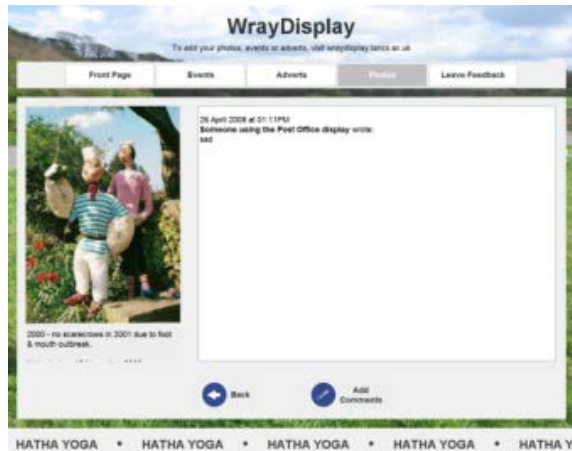 WrayDisplay
To add your photos, events or adverts, visit wraydisplay.lancs.ac.uk
Front Page Events Adverts Photos Leave Feedback
26 April 2009 at 01:11PM
Someone using the Post Office display wrote:
sad
2000 - no scarecrows in 2001 due to foot
& mouth outbreak.
Back
Add
Comments
HATHA YOGA • HATHA YOGA • HATHA YOGA • HATHA YOGA • HATHA Y